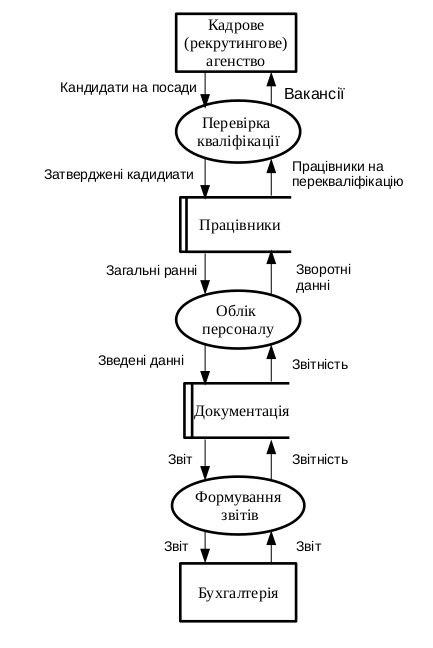 Кадрове
(рекрутингове)
агенство
Кандидати на посади
Вакансії
Перевірка
кваліфікації
Затверджені кадидиати
Працівники на
перекваліфікацію
Працівники
Загальні ранні
Зворотні
данні
Облік
персоналу
Зведені данні
Звітність
Документація
Звіт
Звітність
Формування
звітів
Звіт
Звіт
Бухгалтерія